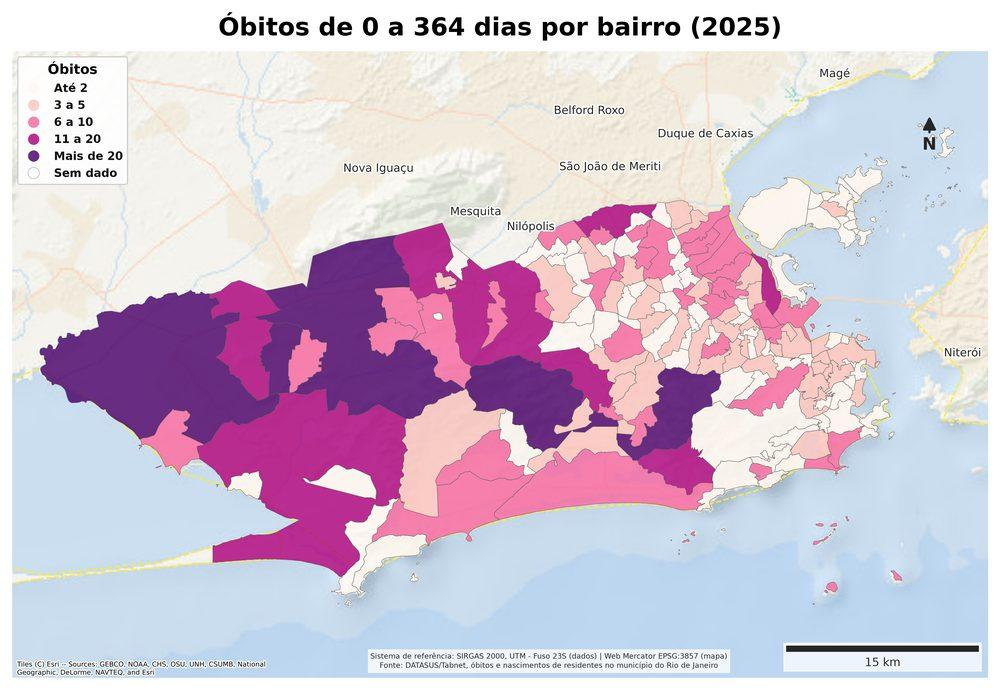 Óbitos de 0 a 364 dias por bairro (2025)
Óbitos
Até 2
3 a 5
6 a 10
11 a 20
Mais de 20
Sem dado
Magé
Belford Roxo
Duque de Caxias
N
São João de Meriti
Nova Iguaçu
Mesquita
Nilópolis
Niterói
Tiles (C) Esri -- Sources: GEBCO, NOAA, CHS, OSU, UNH, CSUMB, National
Geographic, DeLorme, NAVTEQ, and Esri
Sistema de referência: SIRGAS 2000, UTM - Fuso 23S (dados) | Web Mercator EPSG:3857 (mapa)
Fonte: DATASUS/Tabnet, óbitos e nascimentos de residentes no município do Rio de Janeiro
15 km